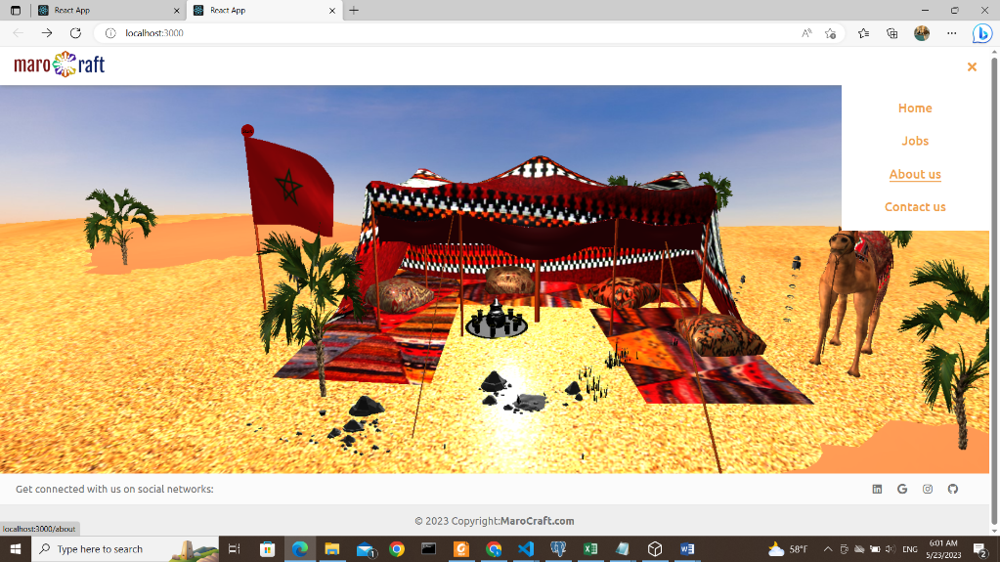 React App
React App
localhost:3000
maro raft
Home
Jobs
About us
Contact us
Get connected with us on social networks:
© 2023 Copyright:MaroCraft.com
localhost:3000/about
Type here to search
1
58°F
ENG
6:01 AM
5/23/2023
2